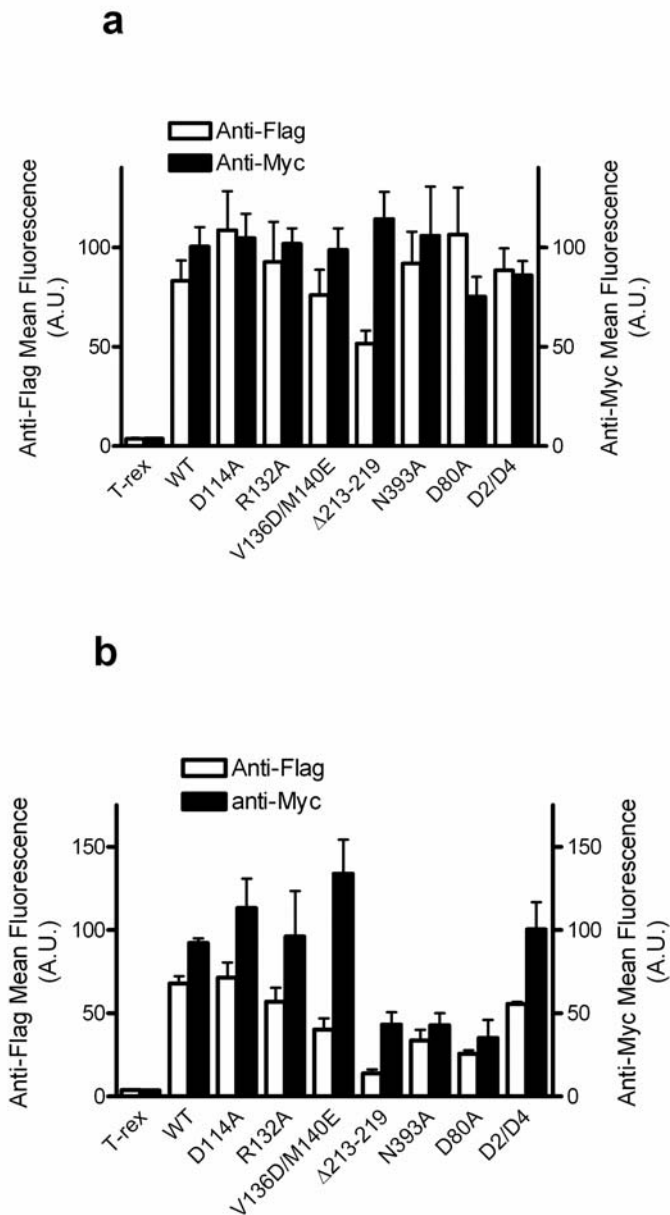 a
Anti-Flag
Anti-Myc
Anti-Flag Mean Fluorescence
(A.U.)
100
50
0
100
50
0
Anti-Myc Mean Fluorescence
(A.U.)
T-rex
WT
D114A
R132A
V136D/M140E
Δ213-219
N393A
D80A
D2/D4
b
Anti-Flag
anti-Myc
Anti-Flag Mean Fluorescence
(A.U.)
150
100
50
0
150
100
50
0
Anti-Myc Mean Fluorescence
(A.U.)
T-rex
WT
D114A
R132A
V136D/M140E
Δ213-219
N393A
D80A
D2/D4